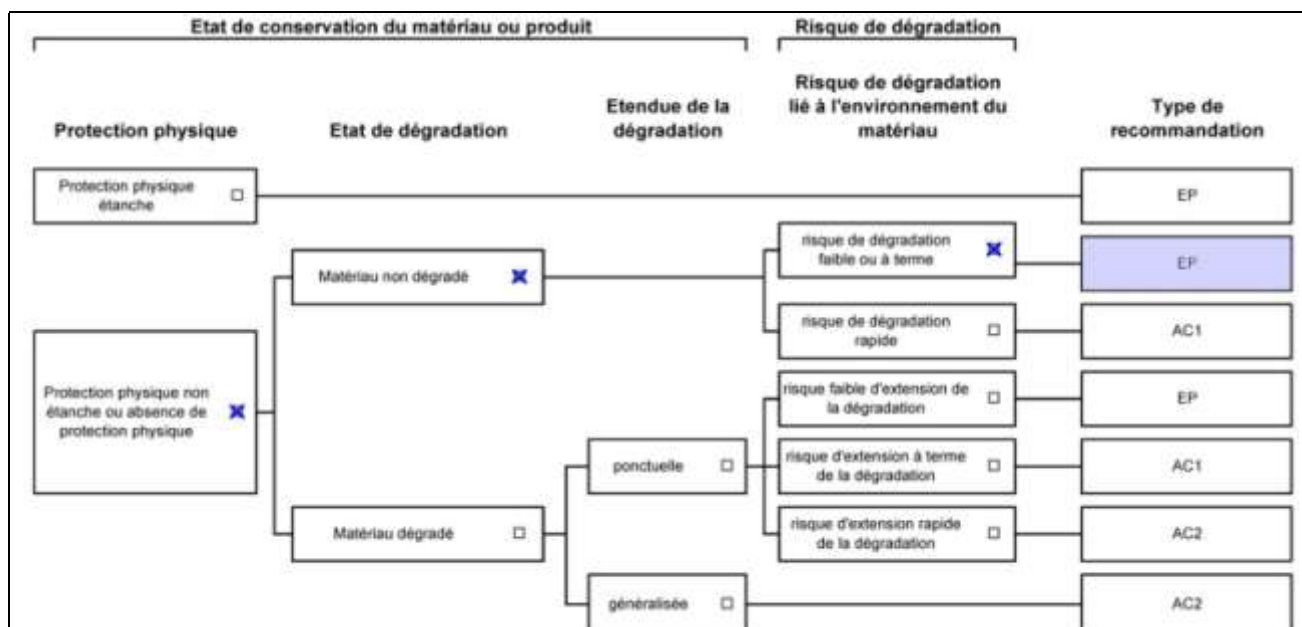 Etat de conservation du matériau ou produit
Risque de dégradation
Protection physique
Etat de dégradation
Etendue de la
dégradation
Risque de dégradation
lié à l'environnement du
matériau
Type de
recommandation
Protection physique
étanche
EP
Protection physique non
étanche ou absence de
protection physique
Matériau non dégradé
risque de dégradation
faible ou à terme
EP
risque de dégradation
rapide
AC1
Matériau dégradé
ponctuelle
risque faible d'extension de
la dégradation
EP
risque d'extension à terme
de la dégradation
AC1
risque d'extension rapide
de la dégradation
AC2
généralisée
AC2